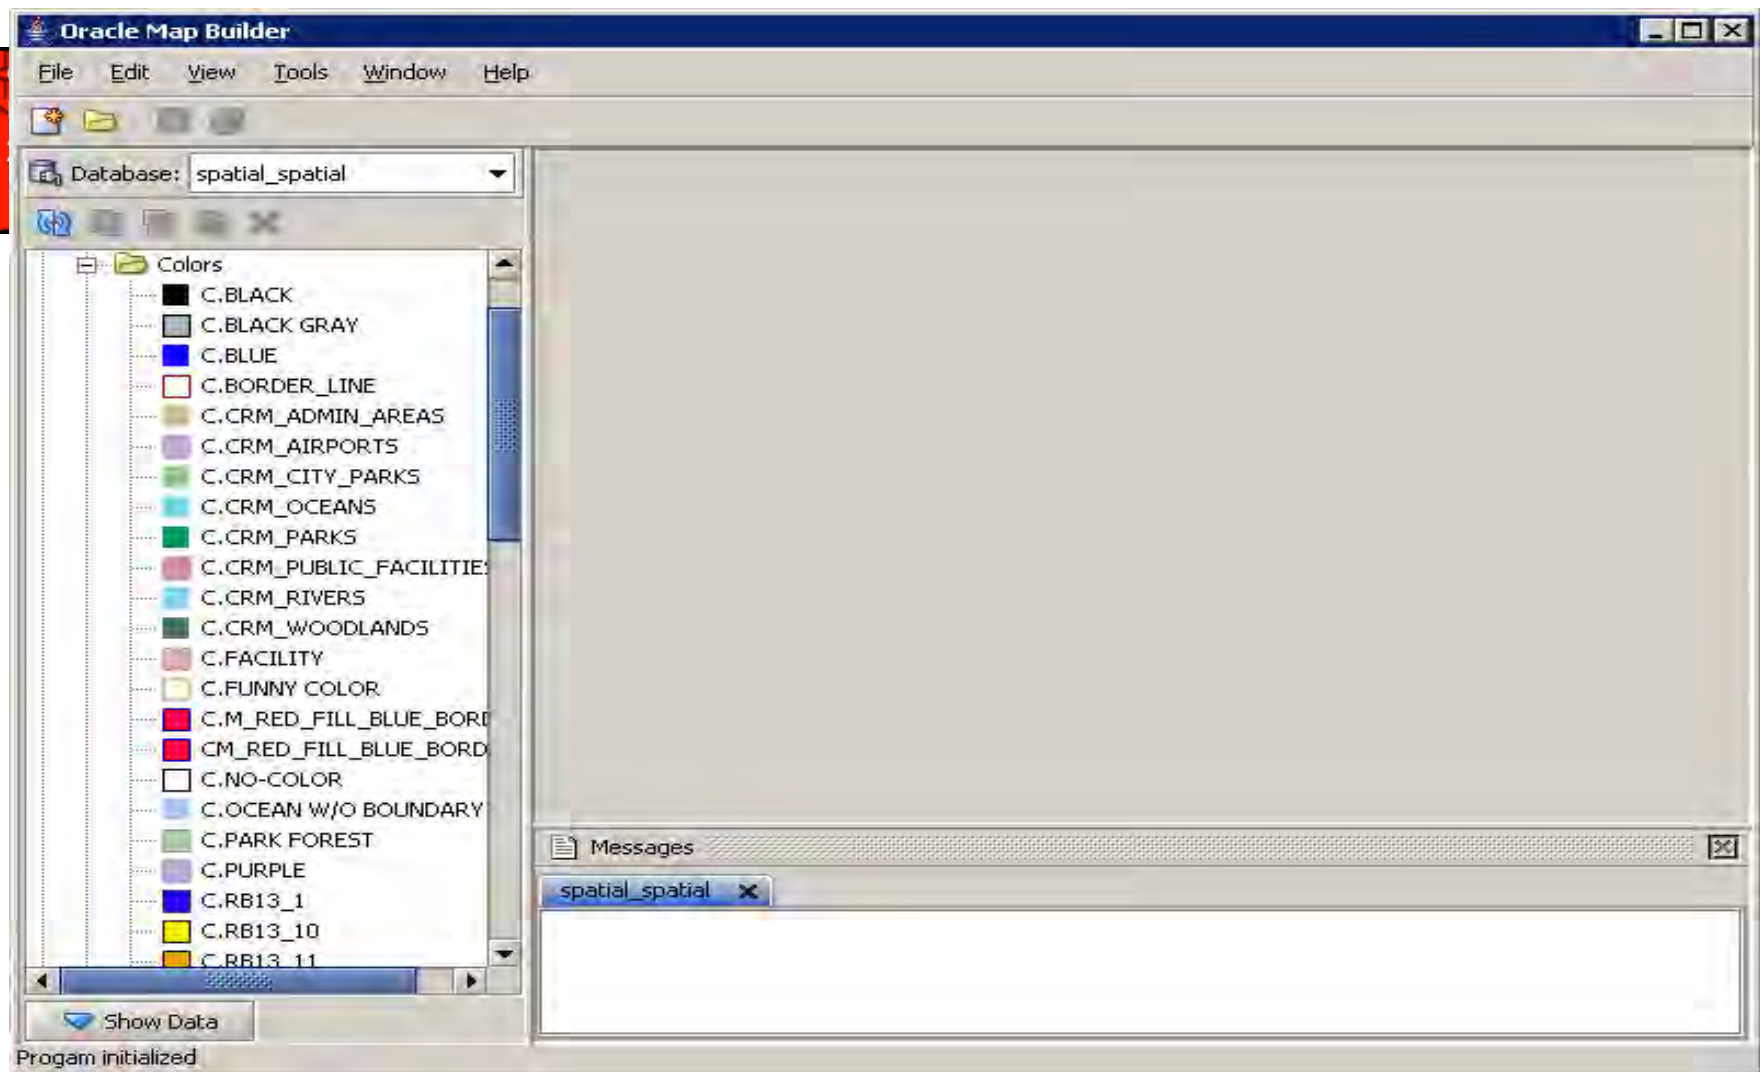 Oracle Map Builder
File Edit View Tools Window Help
Database: spatial_spatial
Colors
C.BLACK
C.BLACK GRAY
C.BLUE
C.BORDER_LINE
C.CRM_ADMIN_AREAS
C.CRM_AIRPORTS
C.CRM_CITY_PARKS
C.CRM_OCEANS
C.CRM_PARKS
C.CRM_PUBLIC_FACILITIE
C.CRM_RIVERS
C.CRM_WOODLANDS
C.FACILITY
C.FUNNY COLOR
C.M_RED_FILL_BLUE_BORD
CM_RED_FILL_BLUE_BORD
C.NO-COLOR
C.OCEAN W/O BOUNDARY
C.PARK FOREST
C.PURPLE
C.RB13_1
C.RB13_10
C.RB13_11
Show Data
Messages
spatial_spatial
Progam initialized